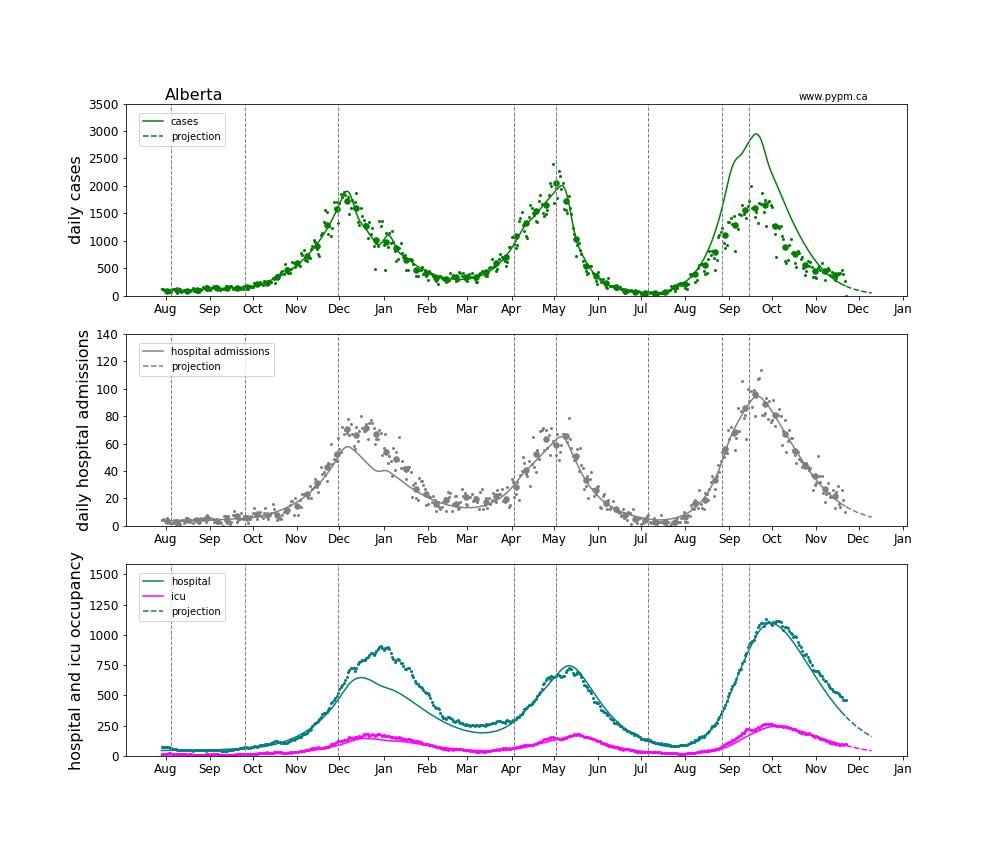 Alberta
www.pypm.ca
daily cases
3500
3000
2500
2000
1500
1000
500
0
cases
projection
Aug Sep Oct Nov Dec Jan Feb Mar Apr May Jun Jul Aug Sep Oct Nov Dec Jan
daily hospital admissions
140
120
100
80
60
40
20
0
hospital admissions
projection
Aug Sep Oct Nov Dec Jan Feb Mar Apr May Jun Jul Aug Sep Oct Nov Dec Jan
hospital and icu occupancy
1500
1250
1000
750
500
250
0
hospital
icu
projection
Aug Sep Oct Nov Dec Jan Feb Mar Apr May Jun Jul Aug Sep Oct Nov Dec Jan